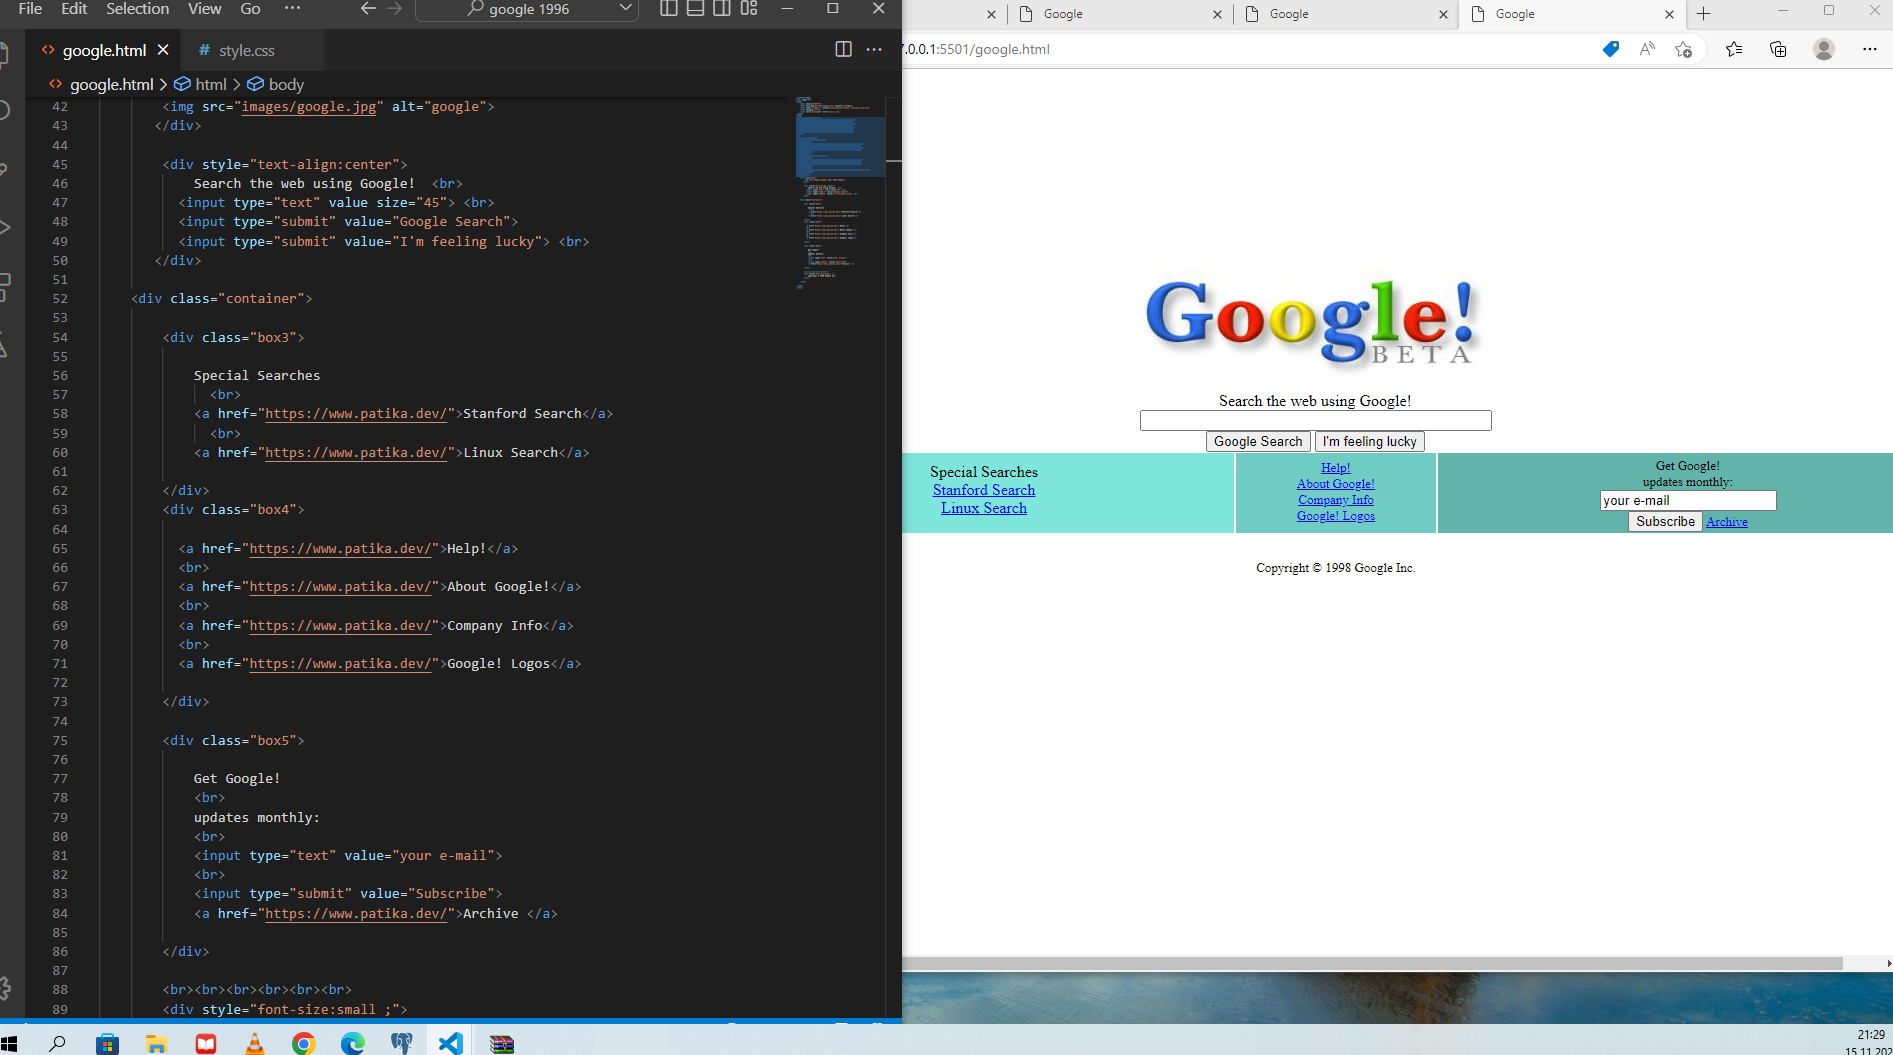 File Edit Selection View Go ··· google 1996
google.html style.css
google.html > html > body
42 <img src="images/google.jpg" alt="google">
43 </div>
44
45 <div style="text-align:center">
46 Search the web using Google! <br>
47 <input type="text" value size="45"> <br>
48 <input type="submit" value="Google Search">
49 <input type="submit" value="I'm feeling lucky"> <br>
50 </div>
51
52 <div class="container">
53
54 <div class="box3">
55
56 Special Searches
57 <br>
58 <a href="https://www.patika.dev/">Stanford Search</a>
59 <br>
60 <a href="https://www.patika.dev/">Linux Search</a>
61
62 </div>
63 <div class="box4">
64
65 <a href="https://www.patika.dev/">Help!</a>
66 <br>
67 <a href="https://www.patika.dev/">About Google!</a>
68 <br>
69 <a href="https://www.patika.dev/">Company Info</a>
70 <br>
71 <a href="https://www.patika.dev/">Google! Logos</a>
72
73 </div>
74
75 <div class="box5">
76
77 Get Google!
78 <br>
79 updates monthly:
80 <br>
81 <input type="text" value="your e-mail">
82 <br>
83 <input type="submit" value="Subscribe">
84 <a href="https://www.patika.dev/">Archive </a>
85
86 </div>
87
88 <br><br><br><br><br><br>
89 <div style="font-size:small ;">
Google Google Google
7.0.0.1:5501/google.html
Google!
BETA
Search the web using Google!
Google Search I'm feeling lucky
Special Searches
Stanford Search
Linux Search
Help!
About Google!
Company Info
Google! Logos
Get Google!
updates monthly:
your e-mail
Subscribe Archive
Copyright © 1998 Google Inc.
21:29
15.11.202